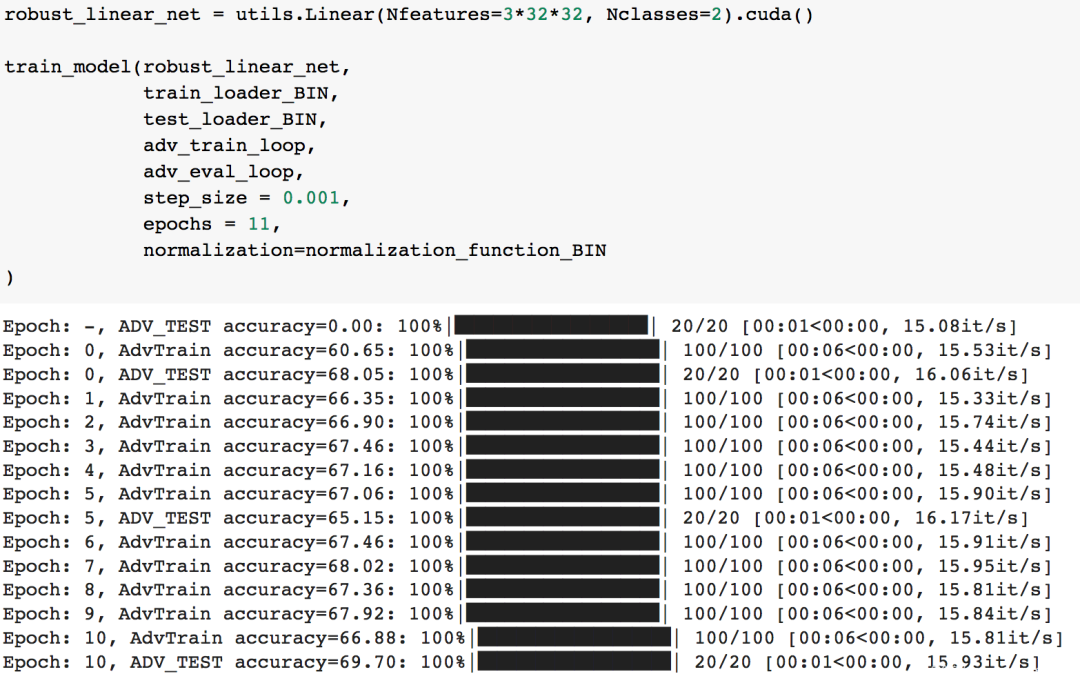 robust_linear_net = utils.Linear(Nfeatures=3*32*32, Nclasses=2).cuda()
train_model(robust_linear_net,
train_loader_BIN,
test_loader_BIN,
adv_train_loop,
adv_eval_loop,
step_size = 0.001,
epochs = 11,
normalization=normalization_function_BIN
)
Epoch: -, ADV_TEST accuracy=0.00: 100%|██████████| 20/20 [00:01<00:00, 15.08it/s]
Epoch: 0, AdvTrain accuracy=60.65: 100%|██████████| 100/100 [00:06<00:00, 15.53it/s]
Epoch: 0, ADV_TEST accuracy=68.05: 100%|██████████| 20/20 [00:01<00:00, 16.06it/s]
Epoch: 1, AdvTrain accuracy=66.35: 100%|██████████| 100/100 [00:06<00:00, 15.33it/s]
Epoch: 2, AdvTrain accuracy=66.90: 100%|██████████| 100/100 [00:06<00:00, 15.74it/s]
Epoch: 3, AdvTrain accuracy=67.46: 100%|██████████| 100/100 [00:06<00:00, 15.44it/s]
Epoch: 4, AdvTrain accuracy=67.16: 100%|██████████| 100/100 [00:06<00:00, 15.48it/s]
Epoch: 5, AdvTrain accuracy=67.06: 100%|██████████| 100/100 [00:06<00:00, 15.90it/s]
Epoch: 5, ADV_TEST accuracy=65.15: 100%|██████████| 20/20 [00:01<00:00, 16.17it/s]
Epoch: 6, AdvTrain accuracy=67.46: 100%|██████████| 100/100 [00:06<00:00, 15.91it/s]
Epoch: 7, AdvTrain accuracy=68.02: 100%|██████████| 100/100 [00:06<00:00, 15.95it/s]
Epoch: 8, AdvTrain accuracy=67.36: 100%|██████████| 100/100 [00:06<00:00, 15.81it/s]
Epoch: 9, AdvTrain accuracy=67.92: 100%|██████████| 100/100 [00:06<00:00, 15.84it/s]
Epoch: 10, AdvTrain accuracy=66.88: 100%|██████████| 100/100 [00:06<00:00, 15.81it/s]
Epoch: 10, ADV_TEST accuracy=69.70: 100%|██████████| 20/20 [00:01<00:00, 15.93it/s]